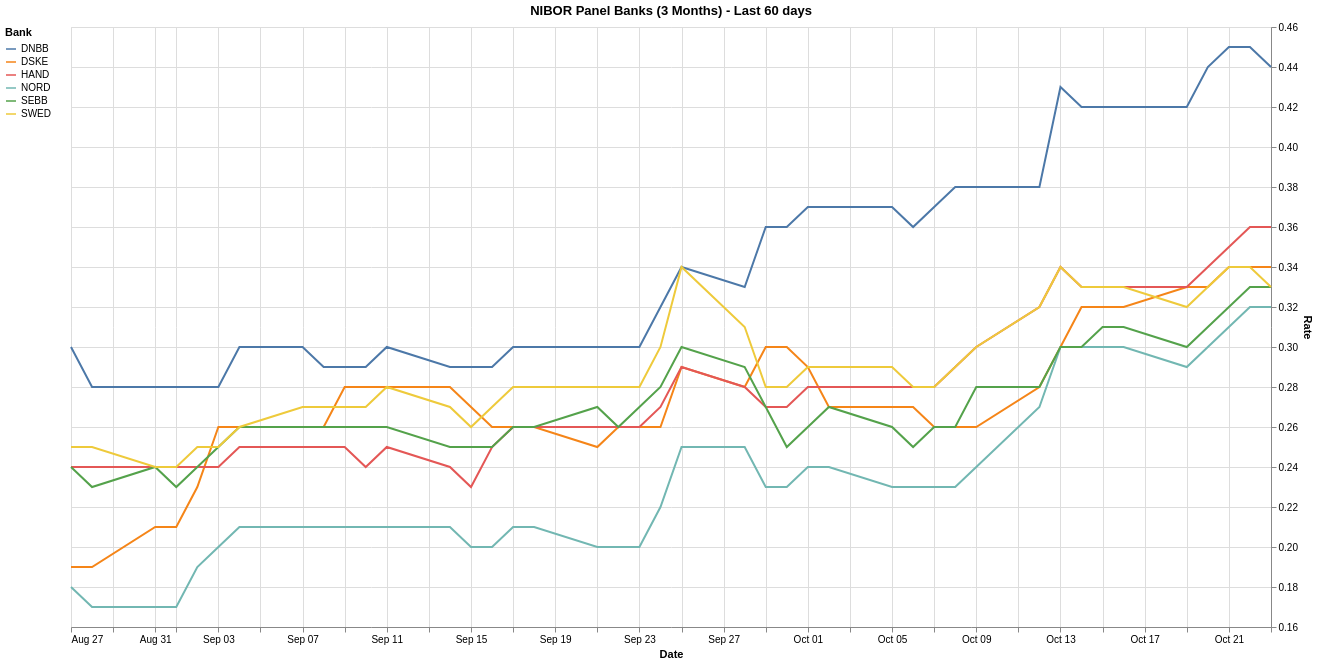 NIBOR Panel Banks (3 Months) - Last 60 days
Bank
DNBB
DSKE
HAND
NORD
SEBB
SWED
0.46
0.44
0.42
0.40
0.38
0.36
0.34
0.32
0.30
0.28
0.26
0.24
0.22
0.20
0.18
0.16
Rate
Aug 27 Aug 31 Sep 03 Sep 07 Sep 11 Sep 15 Sep 19 Sep 23 Sep 27 Oct 01 Oct 05 Oct 09 Oct 13 Oct 17 Oct 21
Date